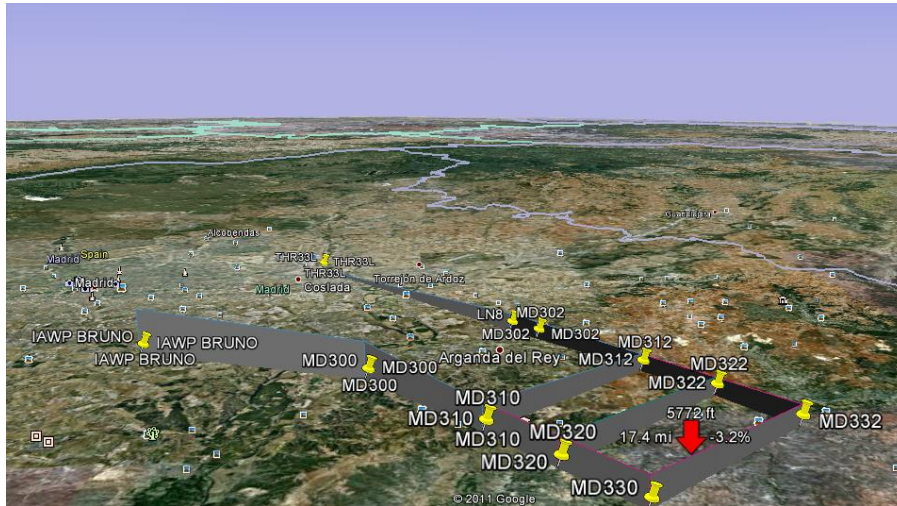 Alcobendas
Guadalajara
Spain
Madrid
THR33L
THR33L
THR33L
Torrejón de Ardoz
Madrid
Madrid
Coslada
LN8
MD302
MD302
MD302
IAWP BRUNO
IAWP BRUNO
IAWP BRUNO
MD300
MD300
MD300
Arganda del Rey
MD312
MD312
MD322
MD322
MD310
MD310
MD310
5772 ft
MD332
MD320
17.4 mi
-3.2%
MD320
MD330
© 2011 Google